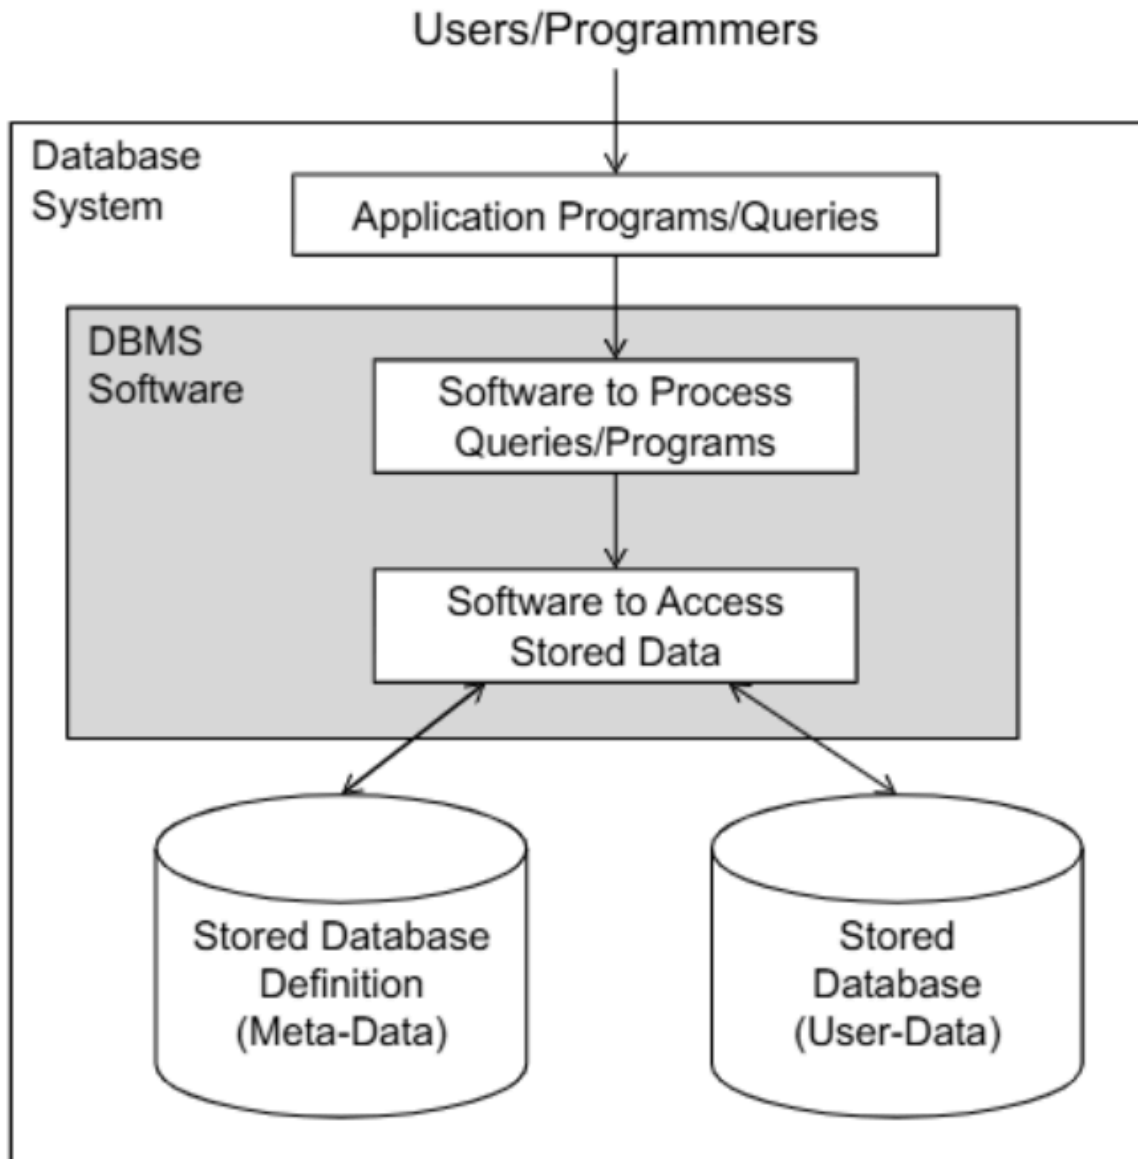 Users/Programmers
Database
System
Application Programs/Queries
DBMS
Software
Software to Process
Queries/Programs
Software to Access
Stored Data
Stored Database
Definition
(Meta-Data)
Stored
Database
(User-Data)